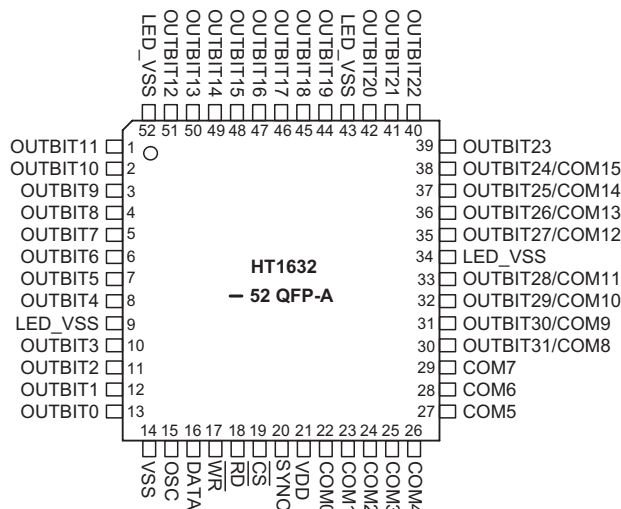 LED_VSS
OUTBIT12
OUTBIT13
OUTBIT14
OUTBIT15
OUTBIT16
OUTBIT17
OUTBIT18
OUTBIT19
LED_VSS
OUTBIT20
OUTBIT21
OUTBIT22
52 51 50 49 48 47 46 45 44 43 42 41 40
OUTBIT11 1
OUTBIT10 2
OUTBIT9 3
OUTBIT8 4
OUTBIT7 5
OUTBIT6 6
OUTBIT5 7
OUTBIT4 8
LED_VSS 9
OUTBIT3 10
OUTBIT2 11
OUTBIT1 12
OUTBIT0 13
HT1632
– 52 QFP-A
39 OUTBIT23
38 OUTBIT24/COM15
37 OUTBIT25/COM14
36 OUTBIT26/COM13
35 OUTBIT27/COM12
34 LED_VSS
33 OUTBIT28/COM11
32 OUTBIT29/COM10
31 OUTBIT30/COM9
30 OUTBIT31/COM8
29 COM7
28 COM6
27 COM5
14 15 16 17 18 19 20 21 22 23 24 25 26
VSS
OSC
DATA
WR
RD
CS
SYNC
VDD
COM0
COM1
COM2
COM3
COM4